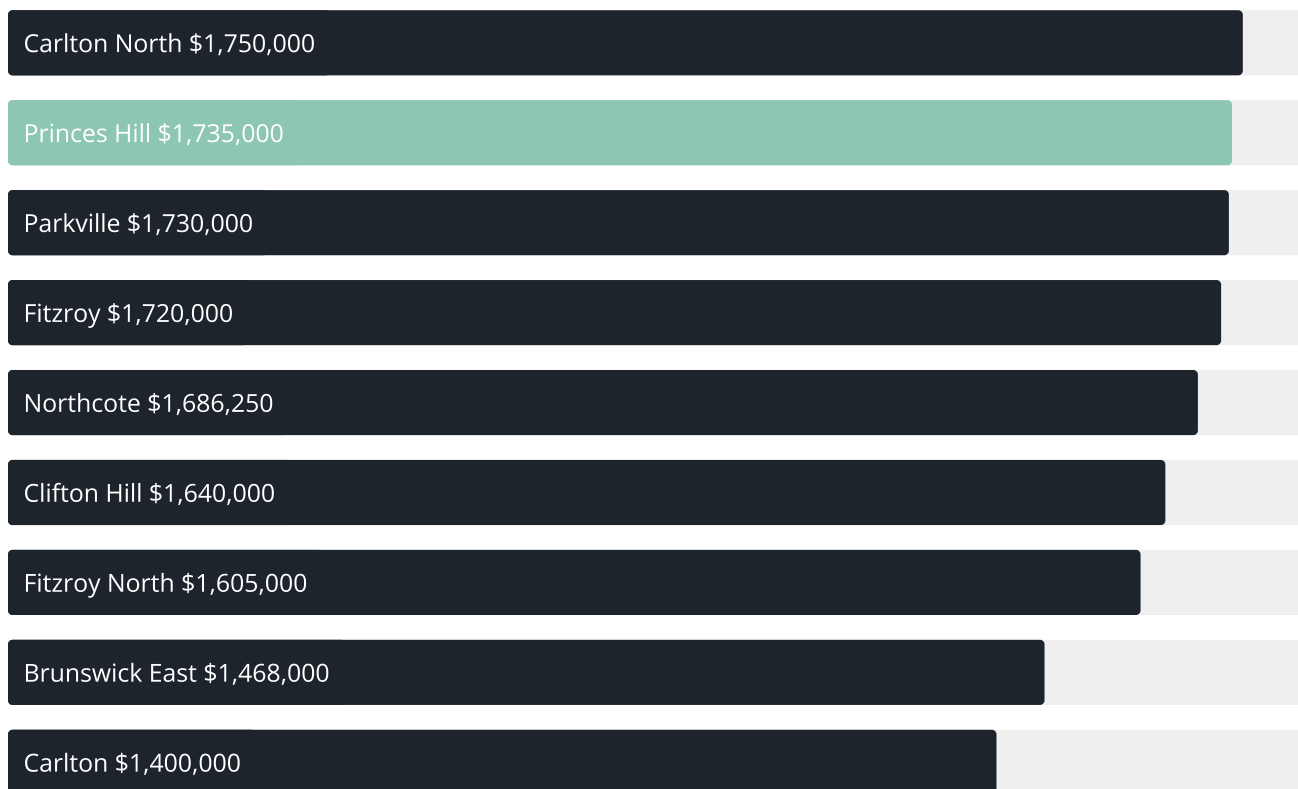 Carlton North $1,750,000
Princes Hill $1,735,000
Parkville $1,730,000
Fitzroy $1,720,000
Northcote $1,686,250
Clifton Hill $1,640,000
Fitzroy North $1,605,000
Brunswick East $1,468,000
Carlton $1,400,000